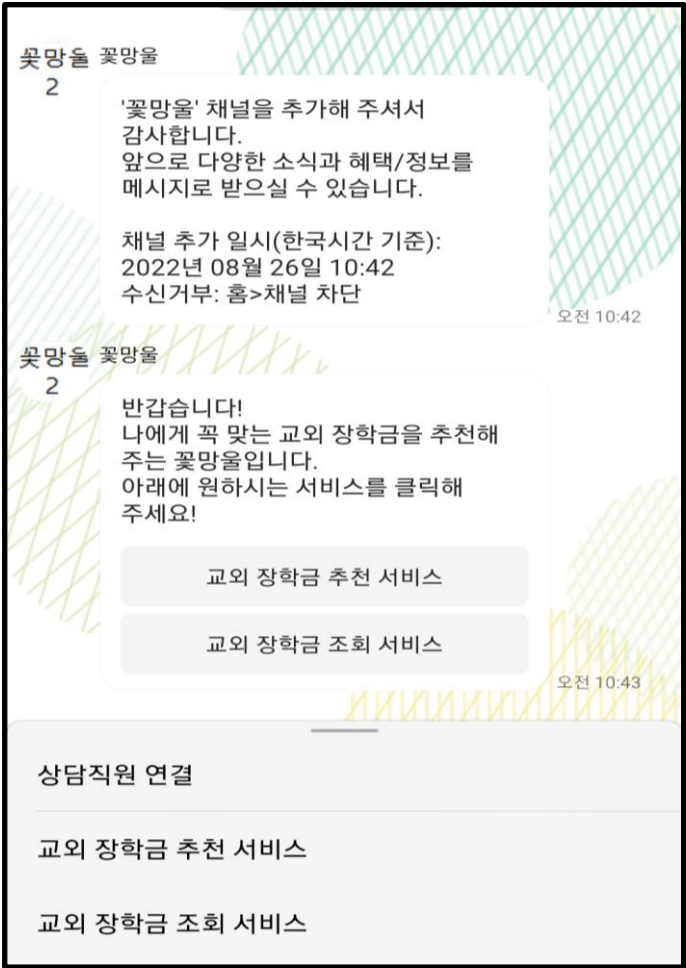 꽃망울 꽃망울
2
'꽃망울' 채널을 추가해 주셔서
감사합니다.
앞으로 다양한 소식과 혜택/정보를
메시지로 받으실 수 있습니다.
채널 추가 일시(한국시간 기준):
2022년 08월 26일 10:42
수신거부: 홈>채널 차단
오전 10:42
꽃망울 꽃망울
2
반갑습니다!
나에게 꼭 맞는 교외 장학금을 추천해
주는 꽃망울입니다.
아래에 원하시는 서비스를 클릭해
주세요!
교외 장학금 추천 서비스
교외 장학금 조회 서비스
오전 10:43
상담직원 연결
교외 장학금 추천 서비스
교외 장학금 조회 서비스